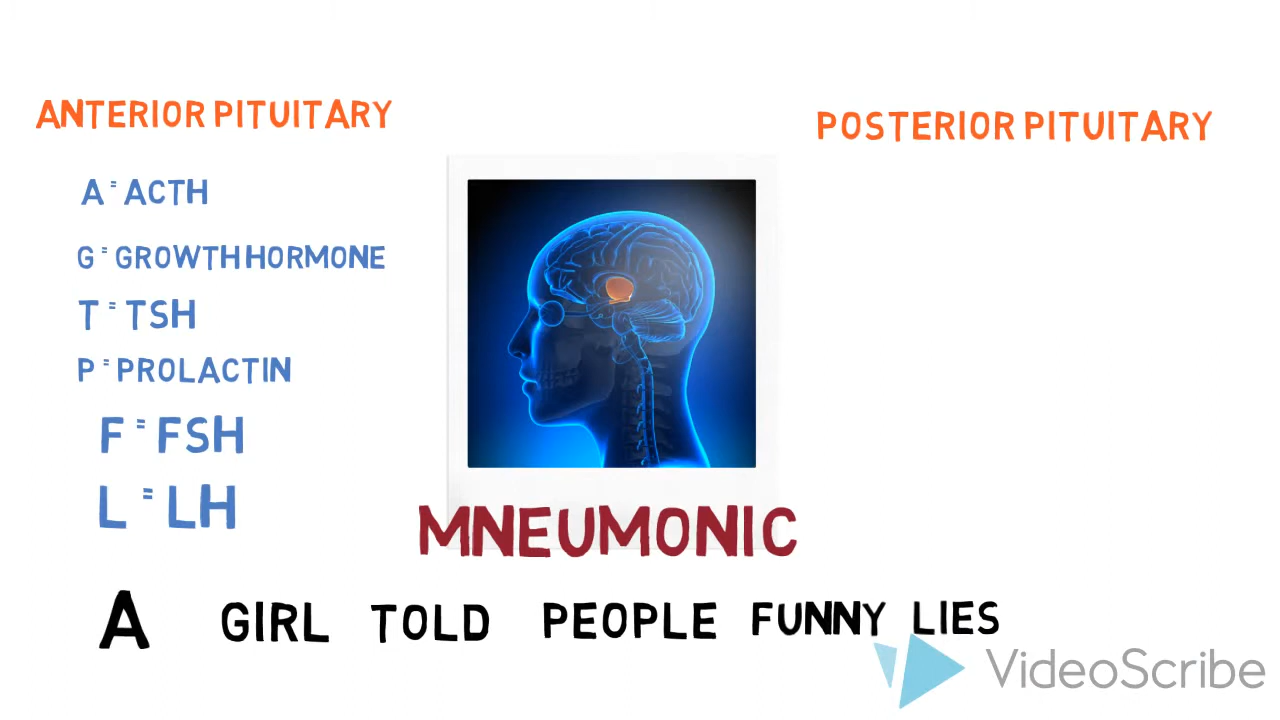 ANTERIOR PITUITARY
POSTERIOR PITUITARY
A = ACTH
G = GROWTH HORMONE
T = TSH
P = PROLACTIN
F = FSH
L = LH
MNEUMONIC
A GIRL TOLD PEOPLE FUNNY LIES
VideoScribe